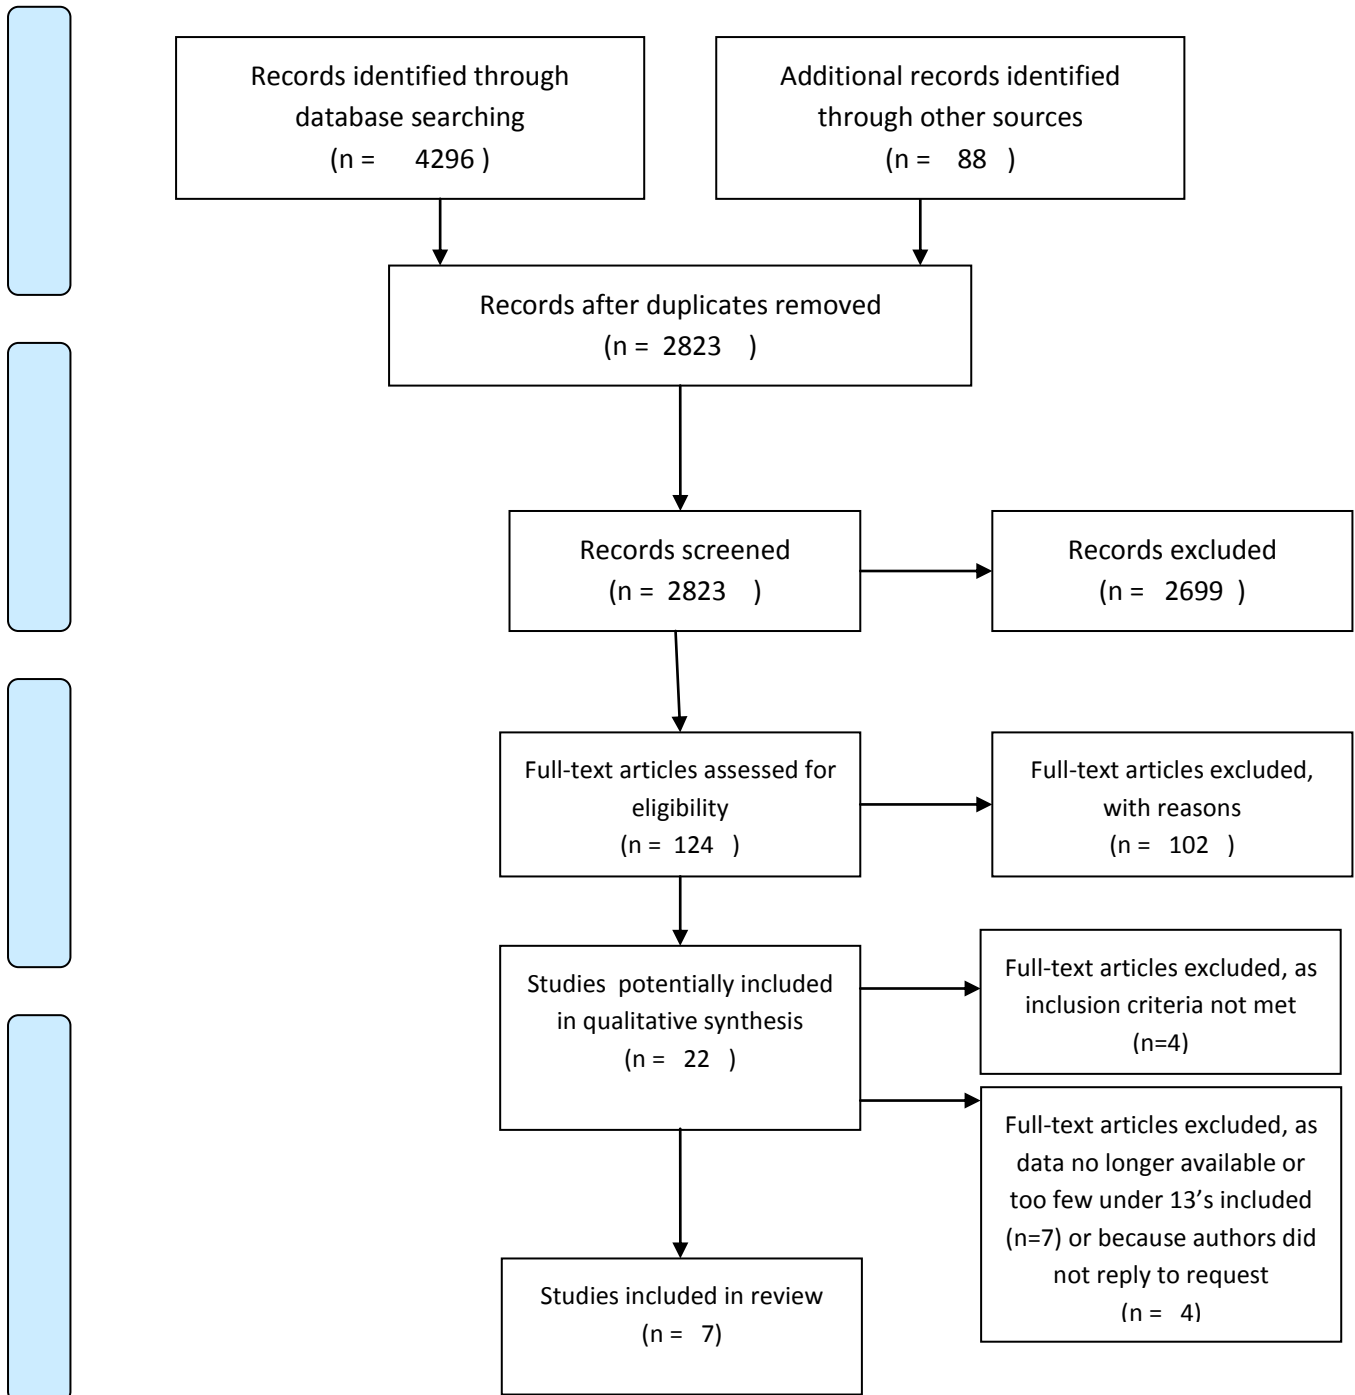 Records identified through
database searching
(n = 4296 )
Additional records identified
through other sources
(n = 88 )
Records after duplicates removed
(n = 2823 )
Records screened
(n = 2823 )
Records excluded
(n = 2699 )
Full-text articles assessed for
eligibility
(n = 124 )
Full-text articles excluded,
with reasons
(n = 102 )
Studies potentially included
in qualitative synthesis
(n = 22 )
Full-text articles excluded, as
inclusion criteria not met
(n=4)
Full-text articles excluded, as
data no longer available or
too few under 13’s included
(n=7) or because authors did
not reply to request
(n = 4)
Studies included in review
(n = 7)